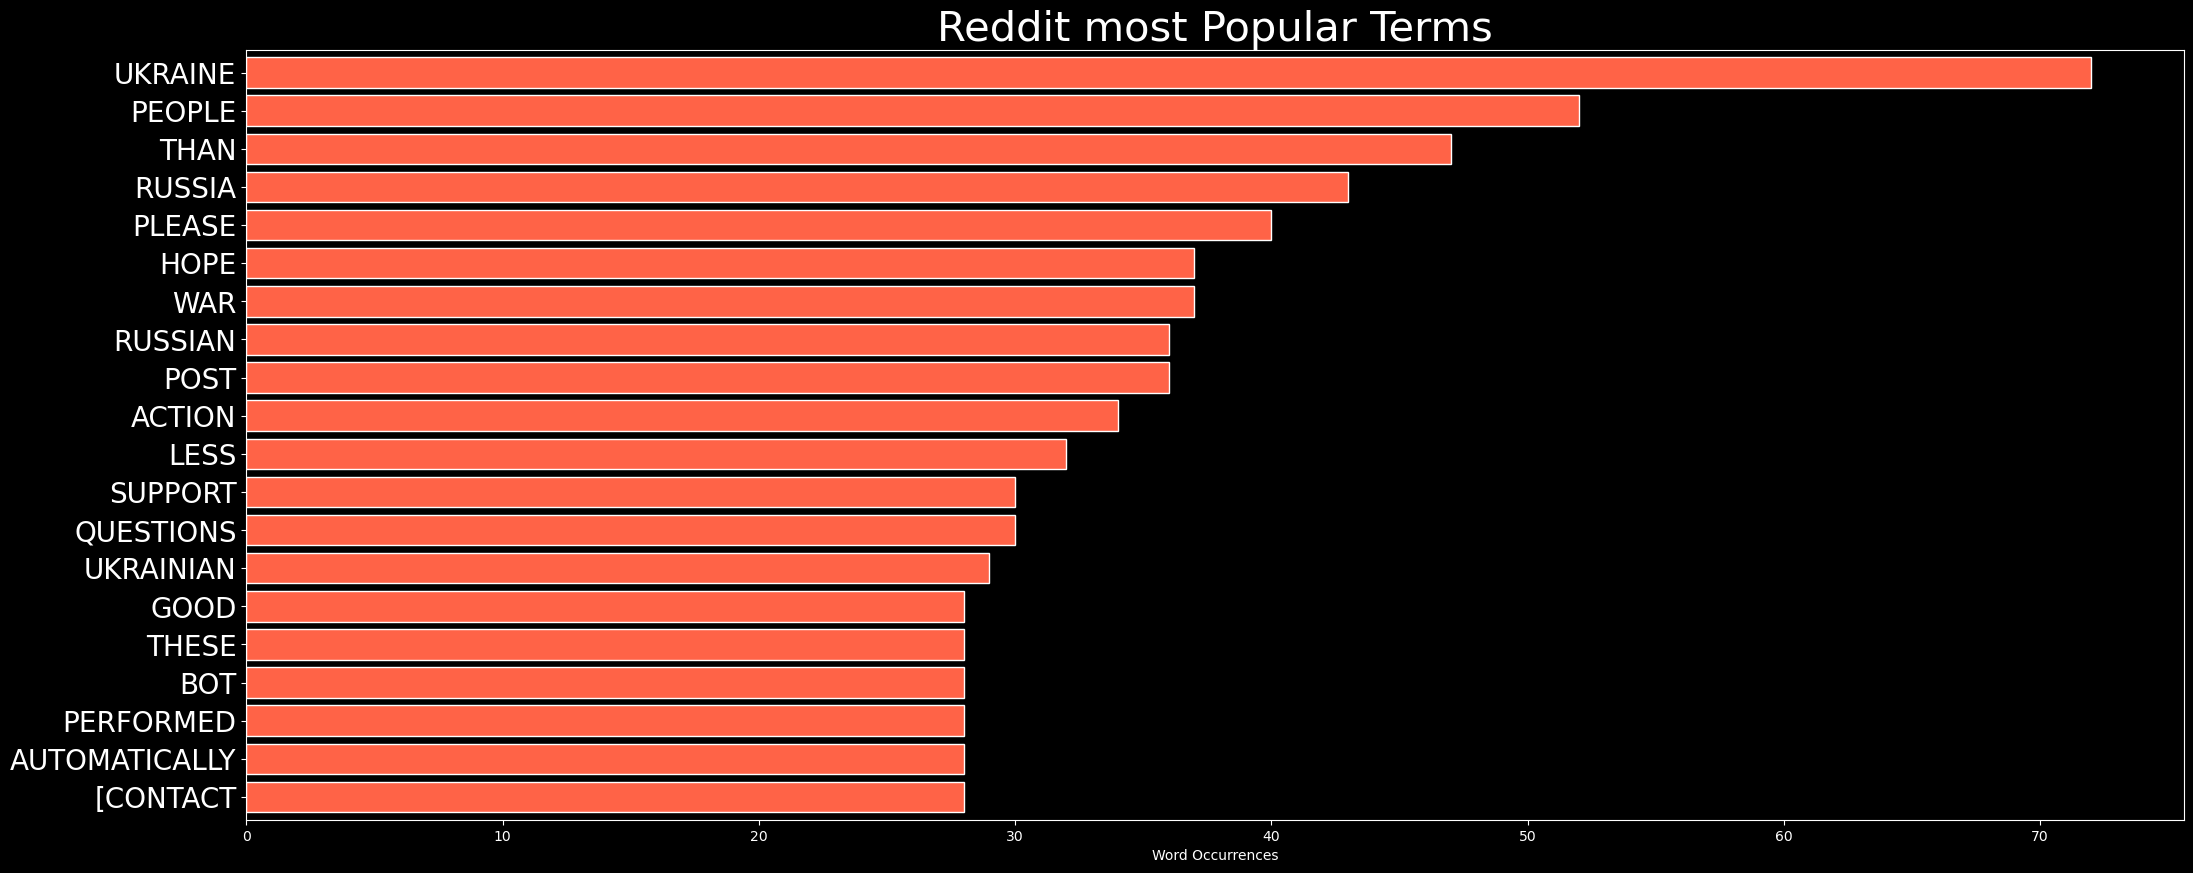 Reddit most Popular Terms
UKRAINE
PEOPLE
THAN
RUSSIA
PLEASE
HOPE
WAR
RUSSIAN
POST
ACTION
LESS
SUPPORT
QUESTIONS
UKRAINIAN
GOOD
THESE
BOT
PERFORMED
AUTOMATICALLY
[CONTACT
0 10 20 30 40 50 60 70
Word Occurrences